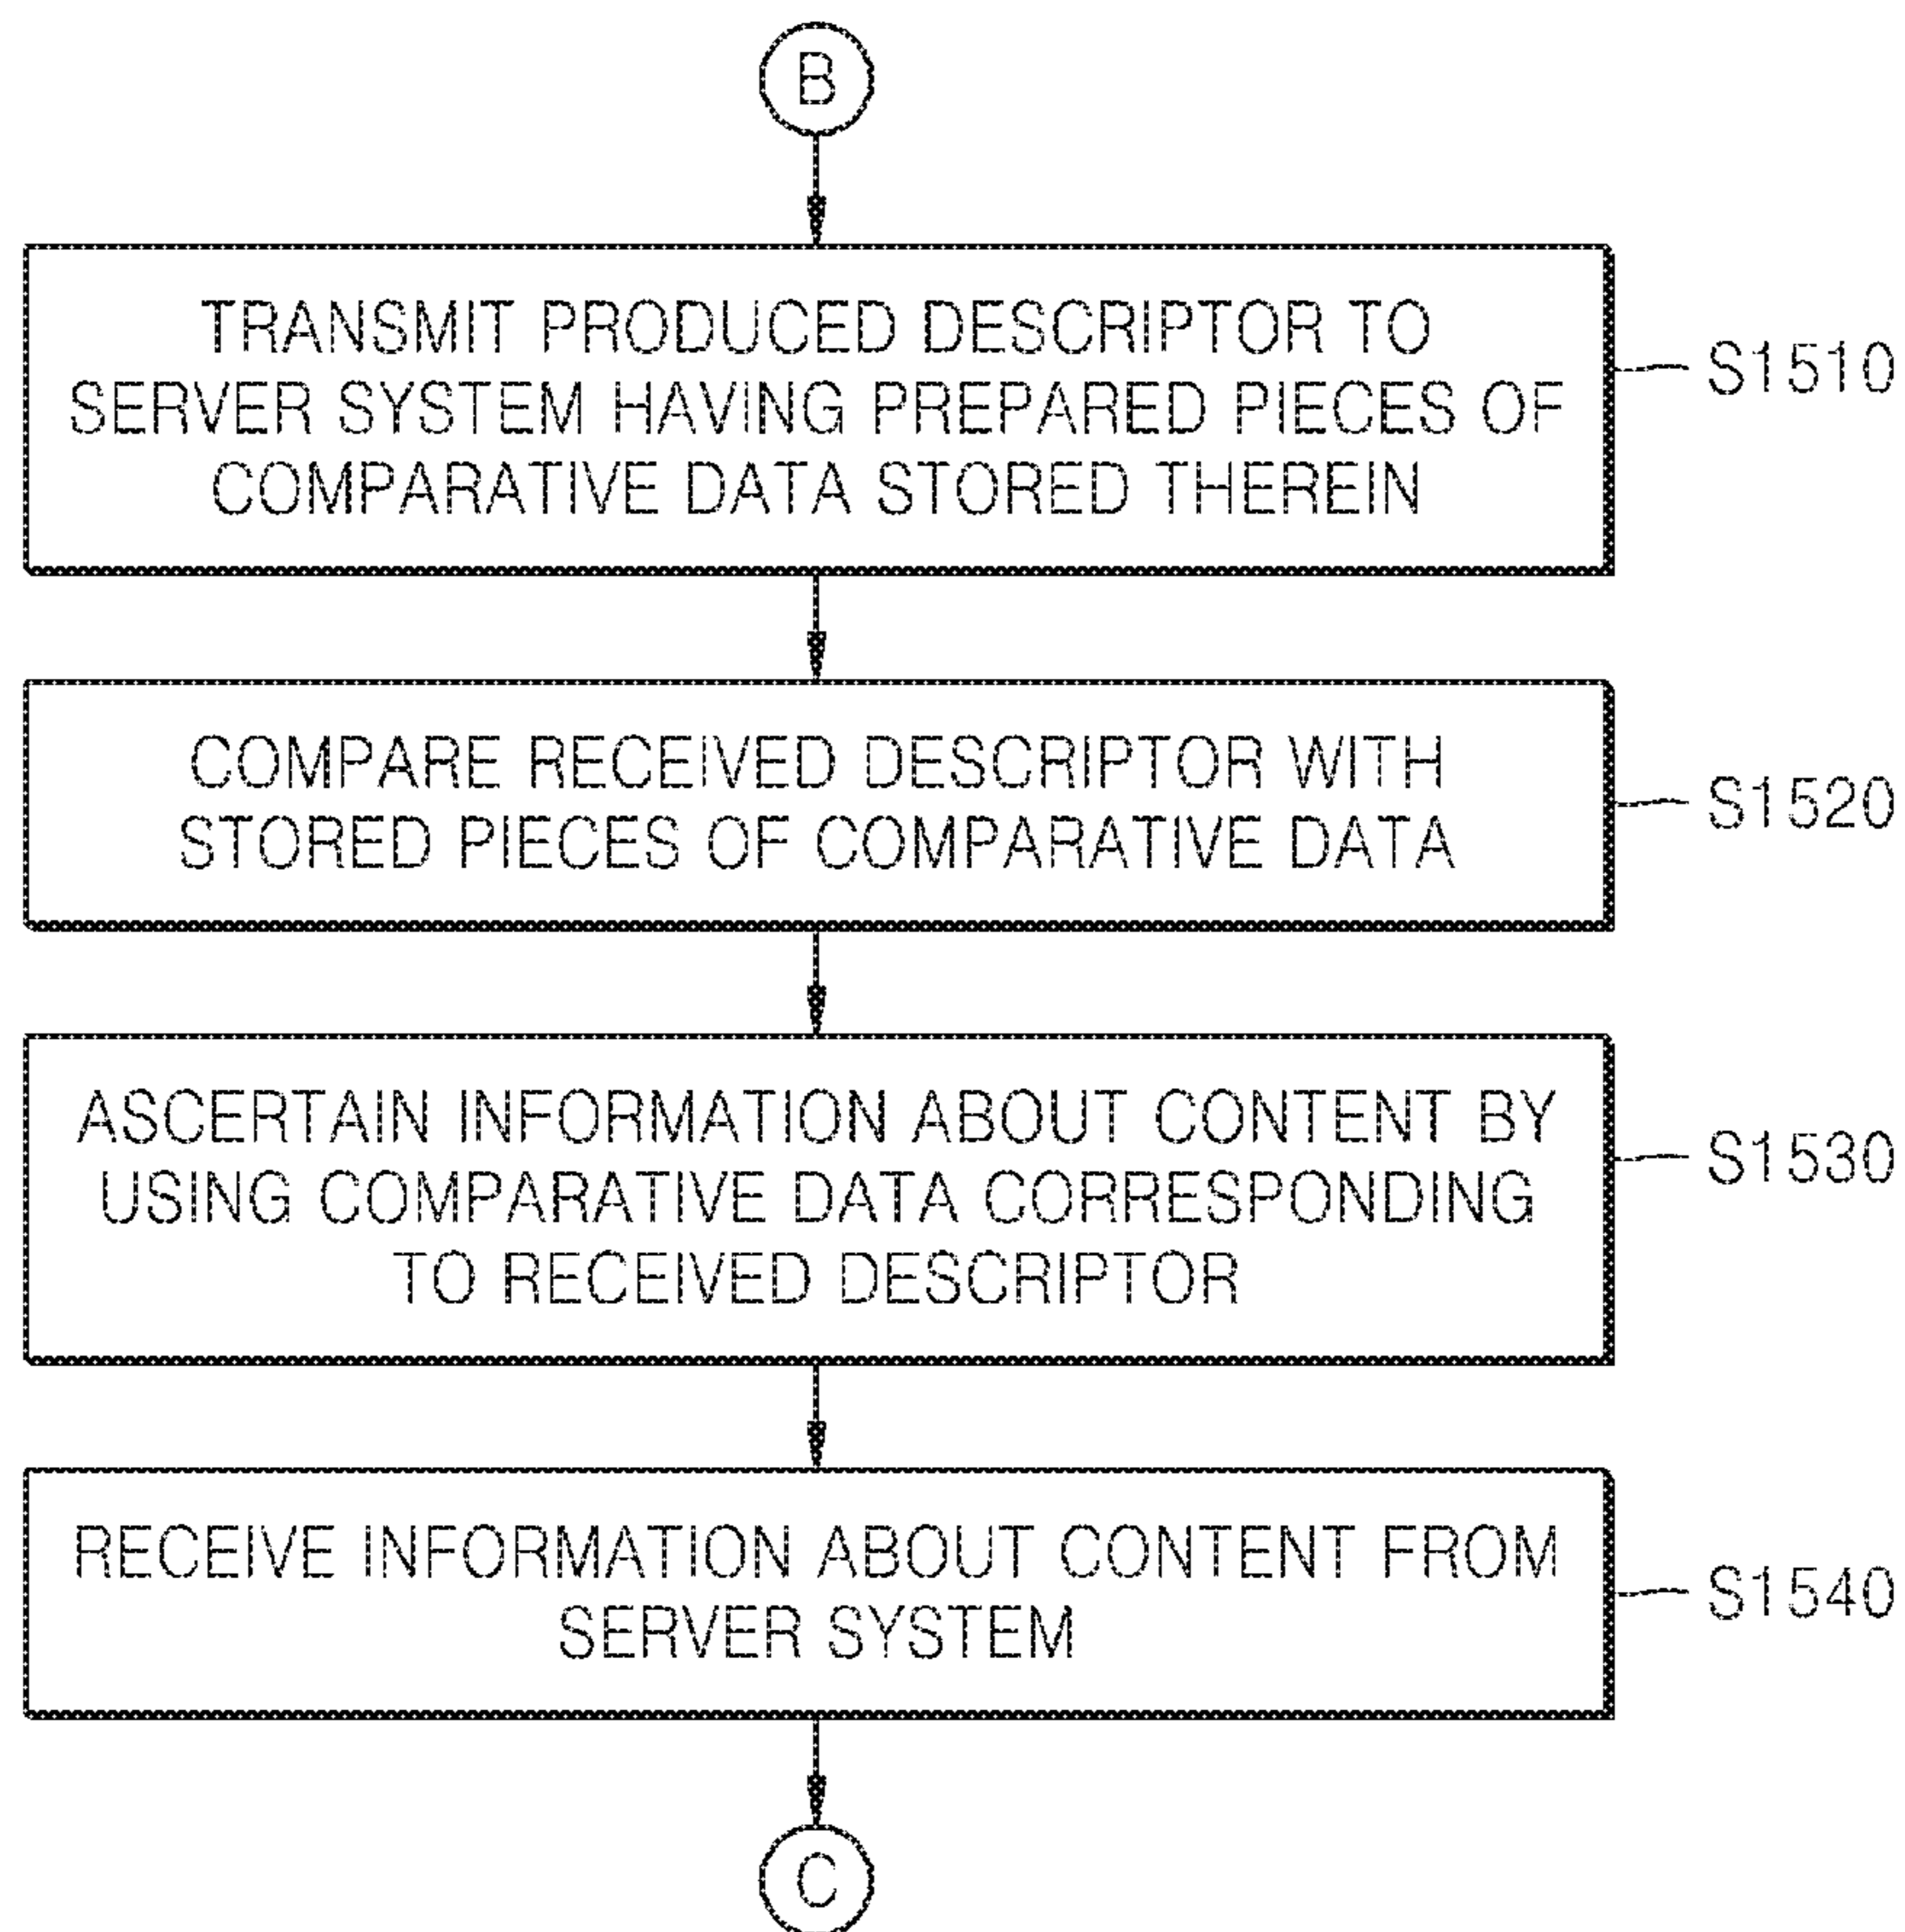 B
TRANSMIT PRODUCED DESCRIPTOR TO
SERVER SYSTEM HAVING PREPARED PIECES OF
COMPARATIVE DATA STORED THEREIN
S1510
COMPARE RECEIVED DESCRIPTOR WITH
STORED PIECES OF COMPARATIVE DATA
S1520
ASCERTAIN INFORMATION ABOUT CONTENT BY
USING COMPARATIVE DATA CORRESPONDING
TO RECEIVED DESCRIPTOR
S1530
RECEIVE INFORMATION ABOUT CONTENT FROM
SERVER SYSTEM
S1540
C